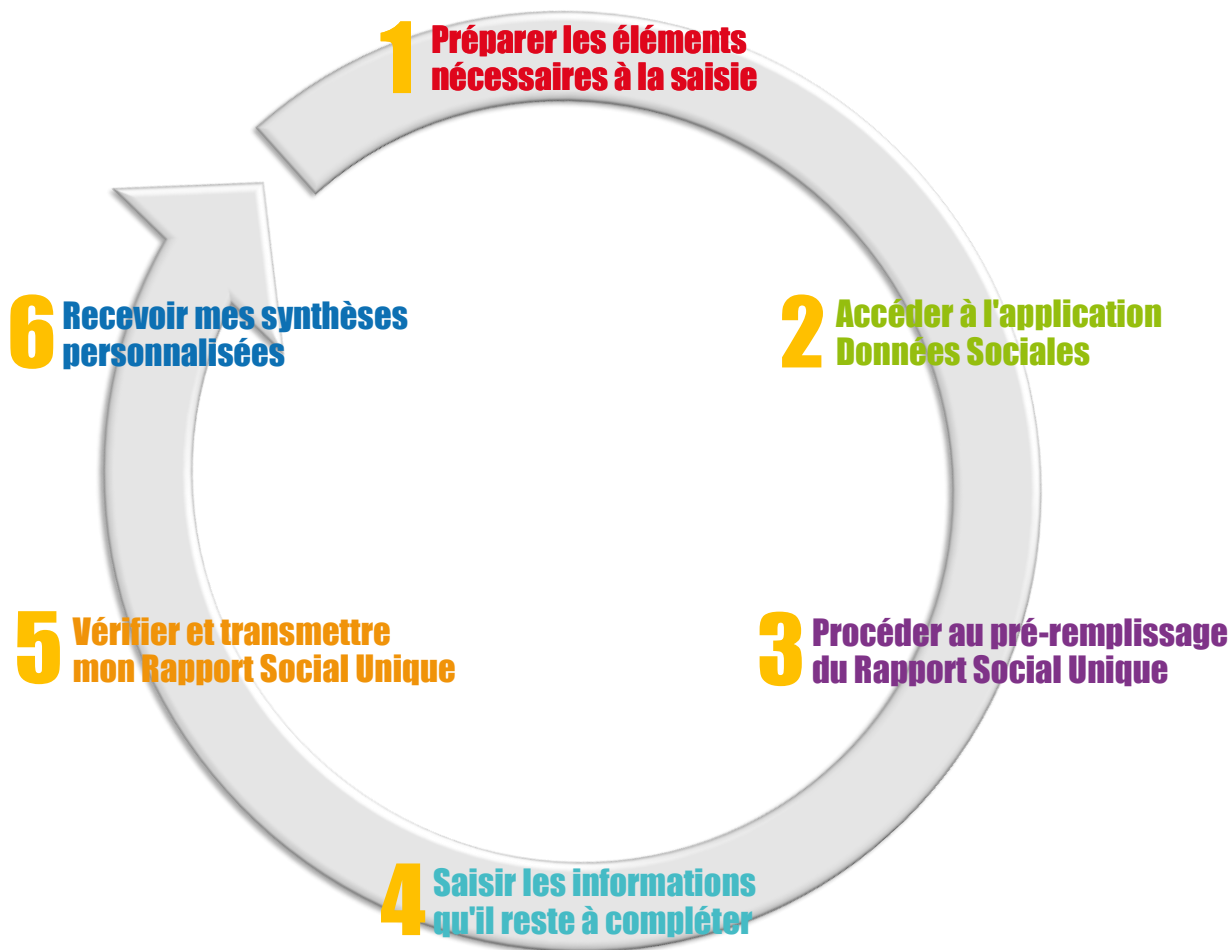 1 Préparer les éléments
nécessaires à la saisie
2 Accéder à l'application
Données Sociales
3 Procéder au pré-remplissage
du Rapport Social Unique
4 Saisir les informations
qu'il reste à compléter
5 Vérifier et transmettre
mon Rapport Social Unique
6 Recevoir mes synthèses
personnalisées